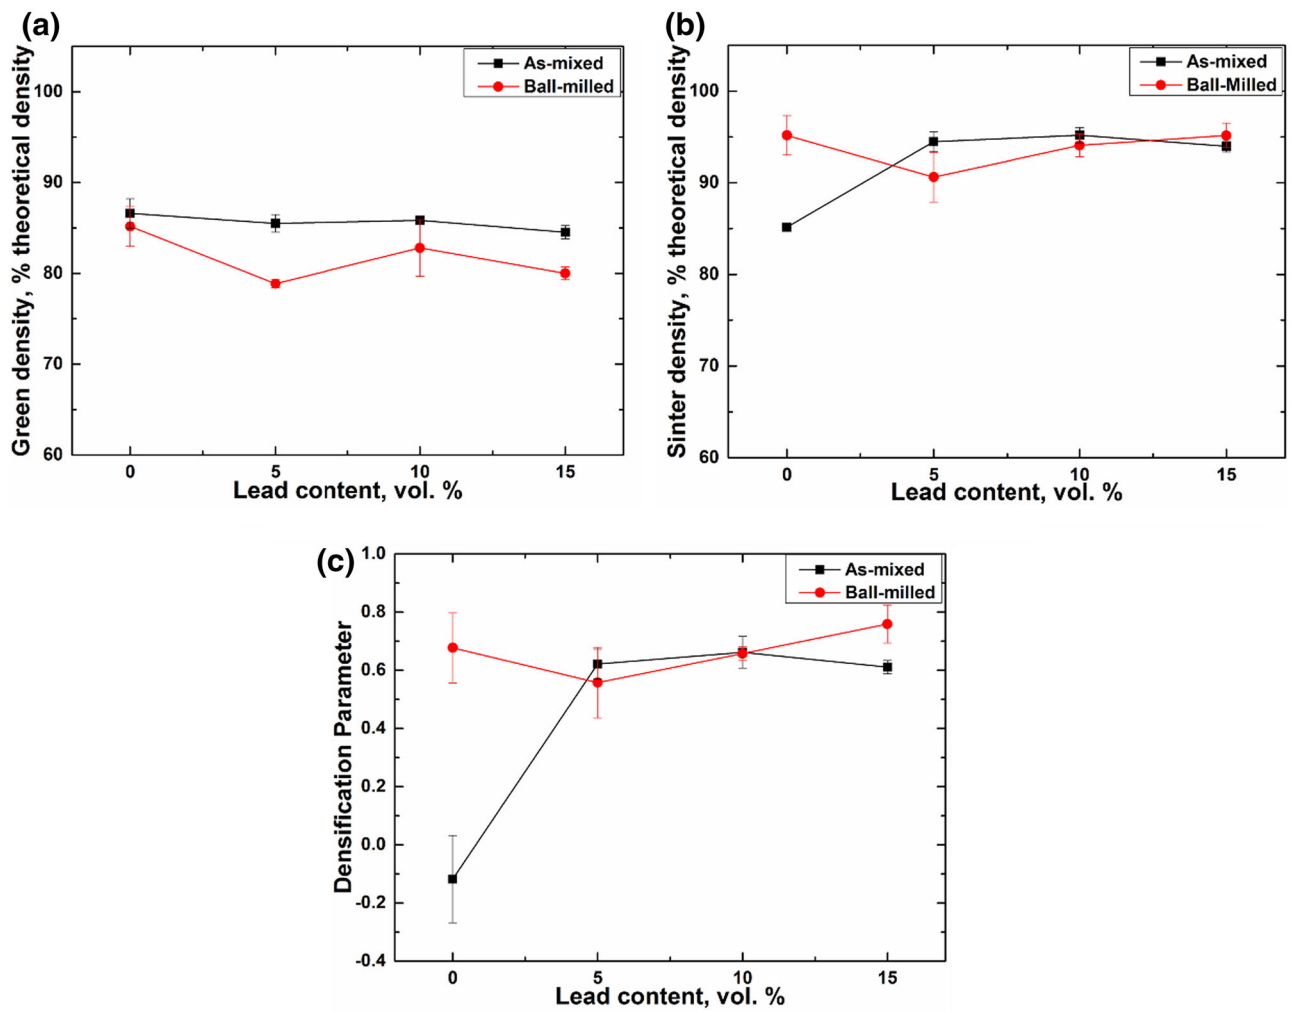 (a)
Green density, % theoretical density
100
90
80
70
60
0 5 10 15
Lead content, vol. %
As-mixed
Ball-milled
(b)
Sinter density, % theoretical density
100
90
80
70
60
0 5 10 15
Lead content, vol. %
As-mixed
Ball-Milled
(c)
Densification Parameter
1.0
0.8
0.6
0.4
0.2
0.0
-0.2
-0.4
0 5 10 15
Lead content, vol. %
As-mixed
Ball-milled